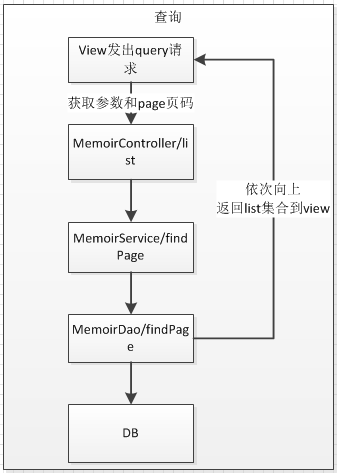 查询
View发出query请
求
获取参数和page页码
MemoirController/li
st
依次向上
返回list集合到view
MemoirService/find
Page
MemoirDao/findPag
e
DB